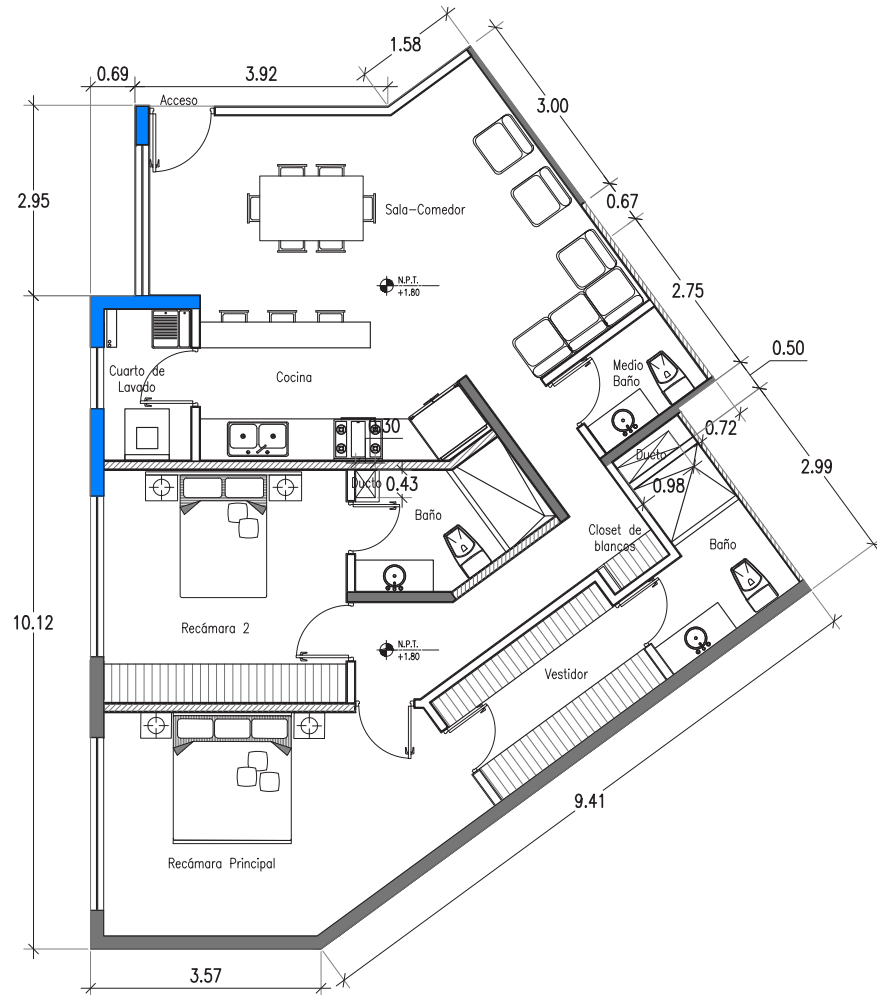 1.58
0.69
3.92
Acceso
3.00
2.95
0.67
Sala-Comedor
N.P.T.
+1.80
2.75
0.50
Cuarto de
Lavado
Cocina
Medio
Baño
30
0.72
Ducto
2.99
Ducto
0.43
0.98
Baño
Closet de
blancos
Baño
10.12
Recámara 2
N.P.T.
+1.80
Vestidor
9.41
Recámara Principal
3.57